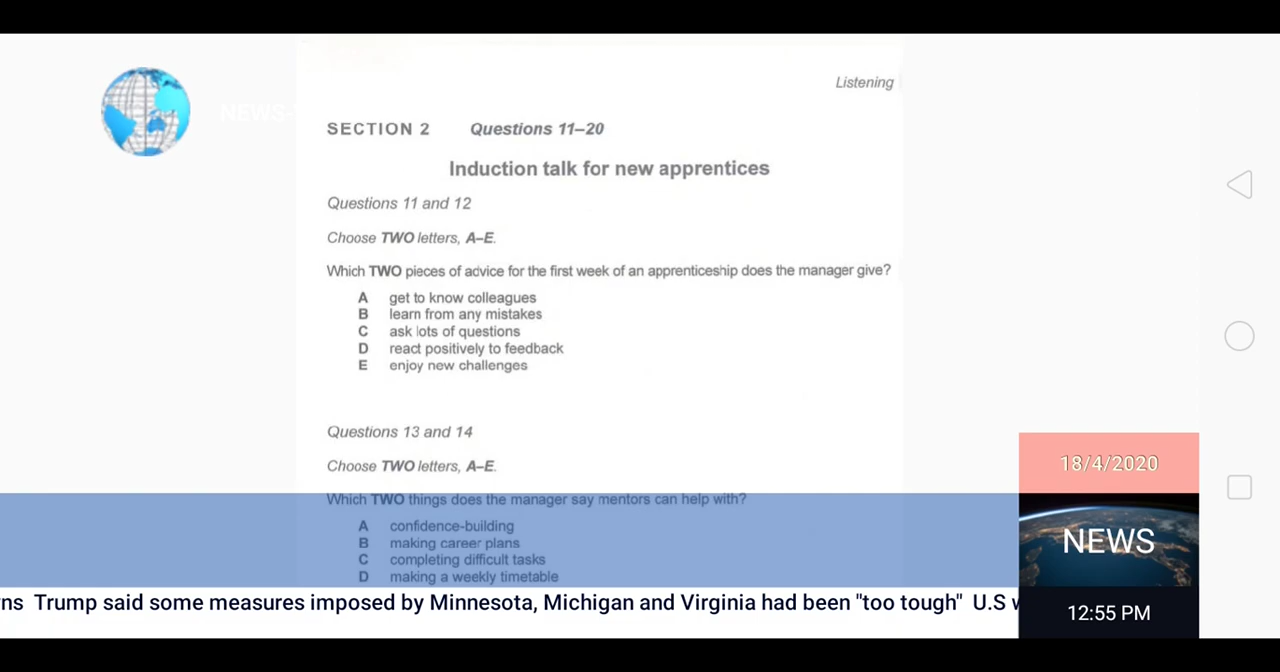 Listening
NEWS-
SECTION 2 Questions 11–20
Induction talk for new apprentices
Questions 11 and 12
Choose TWO letters, A–E.
Which TWO pieces of advice for the first week of an apprenticeship does the manager give?
A get to know colleagues
B learn from any mistakes
C ask lots of questions
D react positively to feedback
E enjoy new challenges
Questions 13 and 14
Choose TWO letters, A–E.
Which TWO things does the manager say mentors can help with?
A confidence-building
B making career plans
C completing difficult tasks
D making a weekly timetable
18/4/2020
NEWS
12:55 PM
Trump said some measures imposed by Minnesota, Michigan and Virginia had been "too tough" U.S